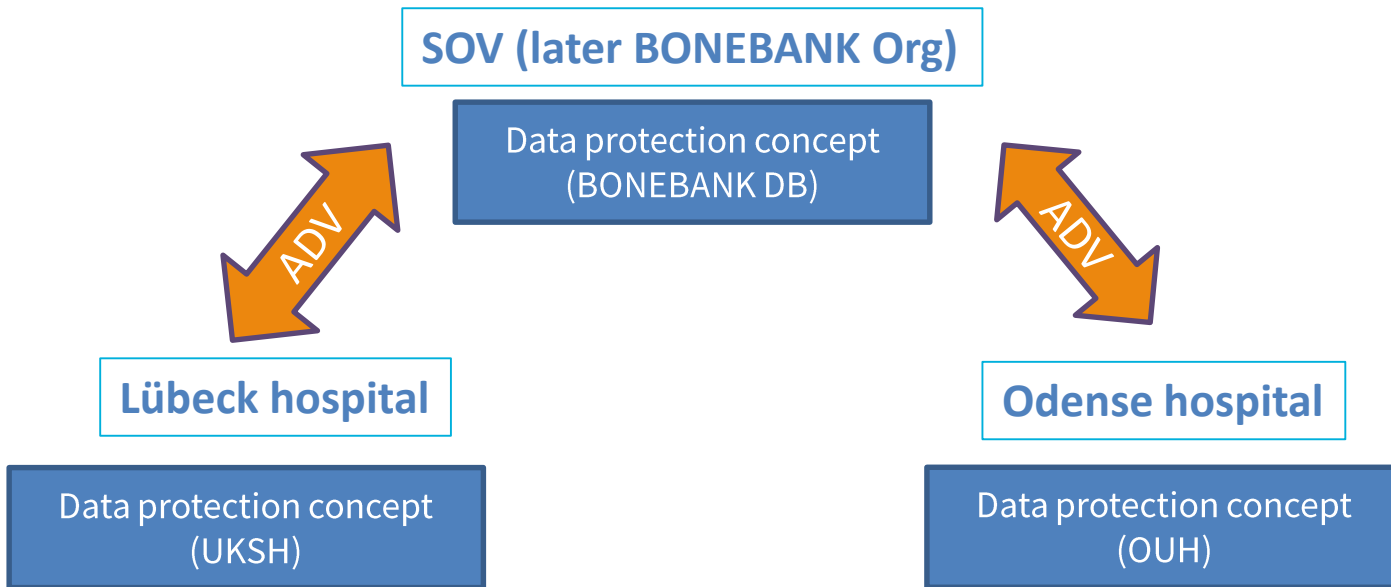 SOV (later BONEBANK Org)
Data protection concept
(BONEBANK DB)
ADV
ADV
Lübeck hospital
Odense hospital
Data protection concept
(UKSH)
Data protection concept
(OUH)